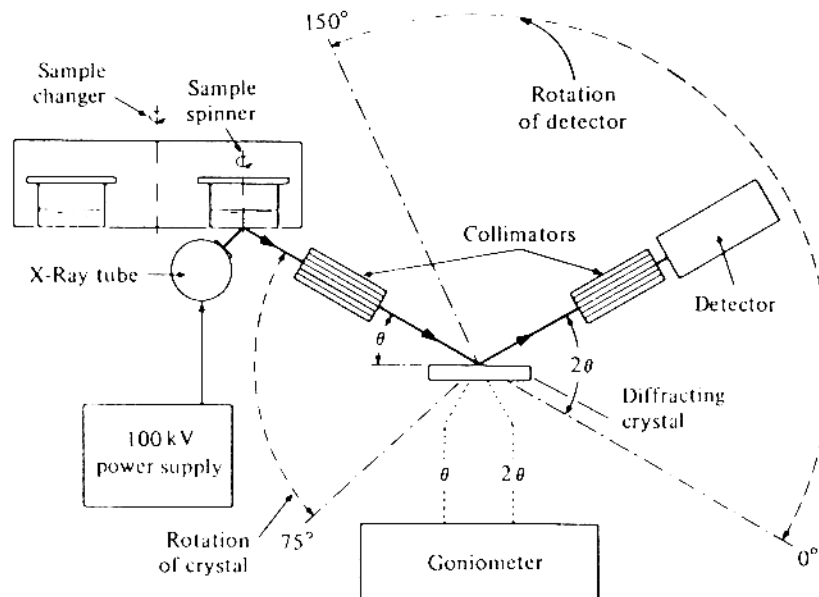 150°
Sample
changer
Sample
spinner
Rotation
of detector
Collimators
X-Ray tube
Detector
θ
2θ
Diffracting
crystal
100 kV
power supply
θ
2θ
Rotation
of crystal
75°
Goniometer
0°